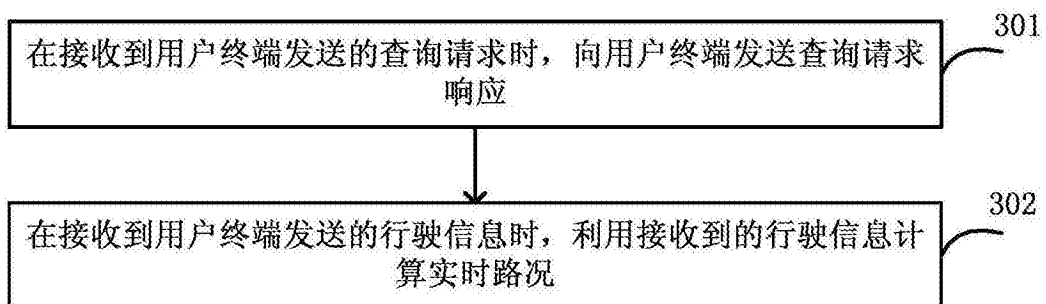 301
在接收到用户终端发送的查询请求时，向用户终端发送查询请求
响应
302
在接收到用户终端发送的行驶信息时，利用接收到的行驶信息计
算实时路况